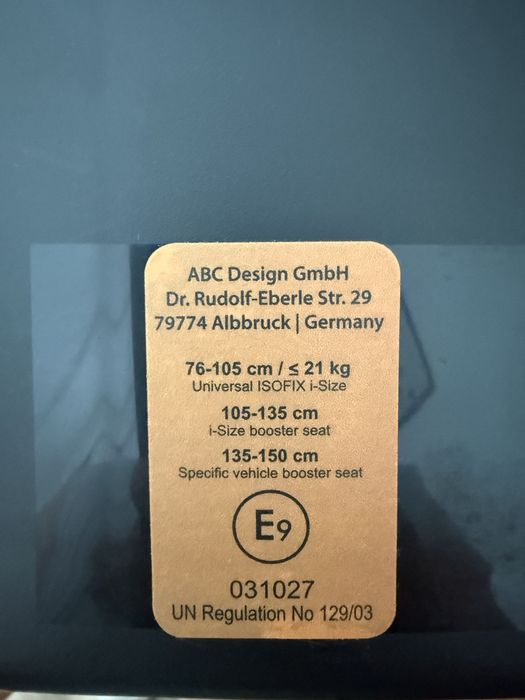 ABC Design GmbH
Dr. Rudolf-Eberle Str. 29
79774 Albbruck | Germany
76-105 cm / ≤ 21 kg
Universal ISOFIX i-Size
105-135 cm
i-Size booster seat
135-150 cm
Specific vehicle booster seat
E9
031027
UN Regulation No 129/03